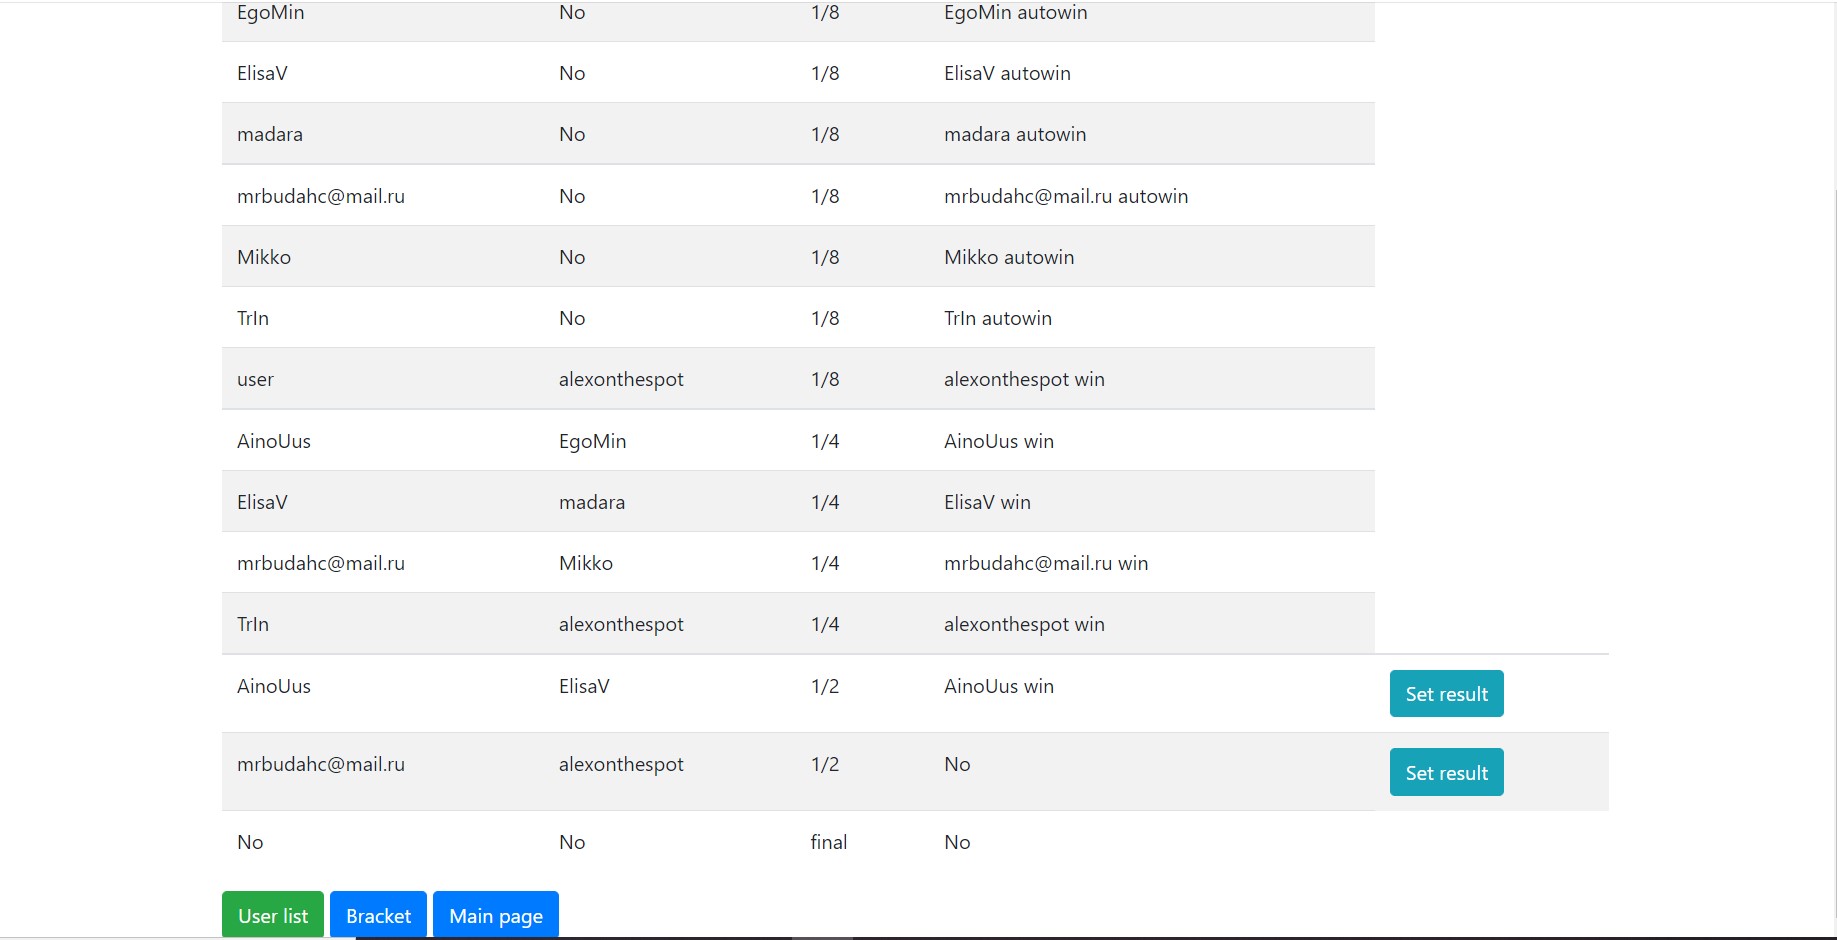 EgoMin No 1/8 EgoMin autowin
ElisaV No 1/8 ElisaV autowin
madara No 1/8 madara autowin
mrbudahc@mail.ru No 1/8 mrbudahc@mail.ru autowin
Mikko No 1/8 Mikko autowin
TrIn No 1/8 TrIn autowin
user alexonthespot 1/8 alexonthespot win
AinoUus EgoMin 1/4 AinoUus win
ElisaV madara 1/4 ElisaV win
mrbudahc@mail.ru Mikko 1/4 mrbudahc@mail.ru win
TrIn alexonthespot 1/4 alexonthespot win
AinoUus ElisaV 1/2 AinoUus win Set result
mrbudahc@mail.ru alexonthespot 1/2 No Set result
No No final No
User list Bracket Main page